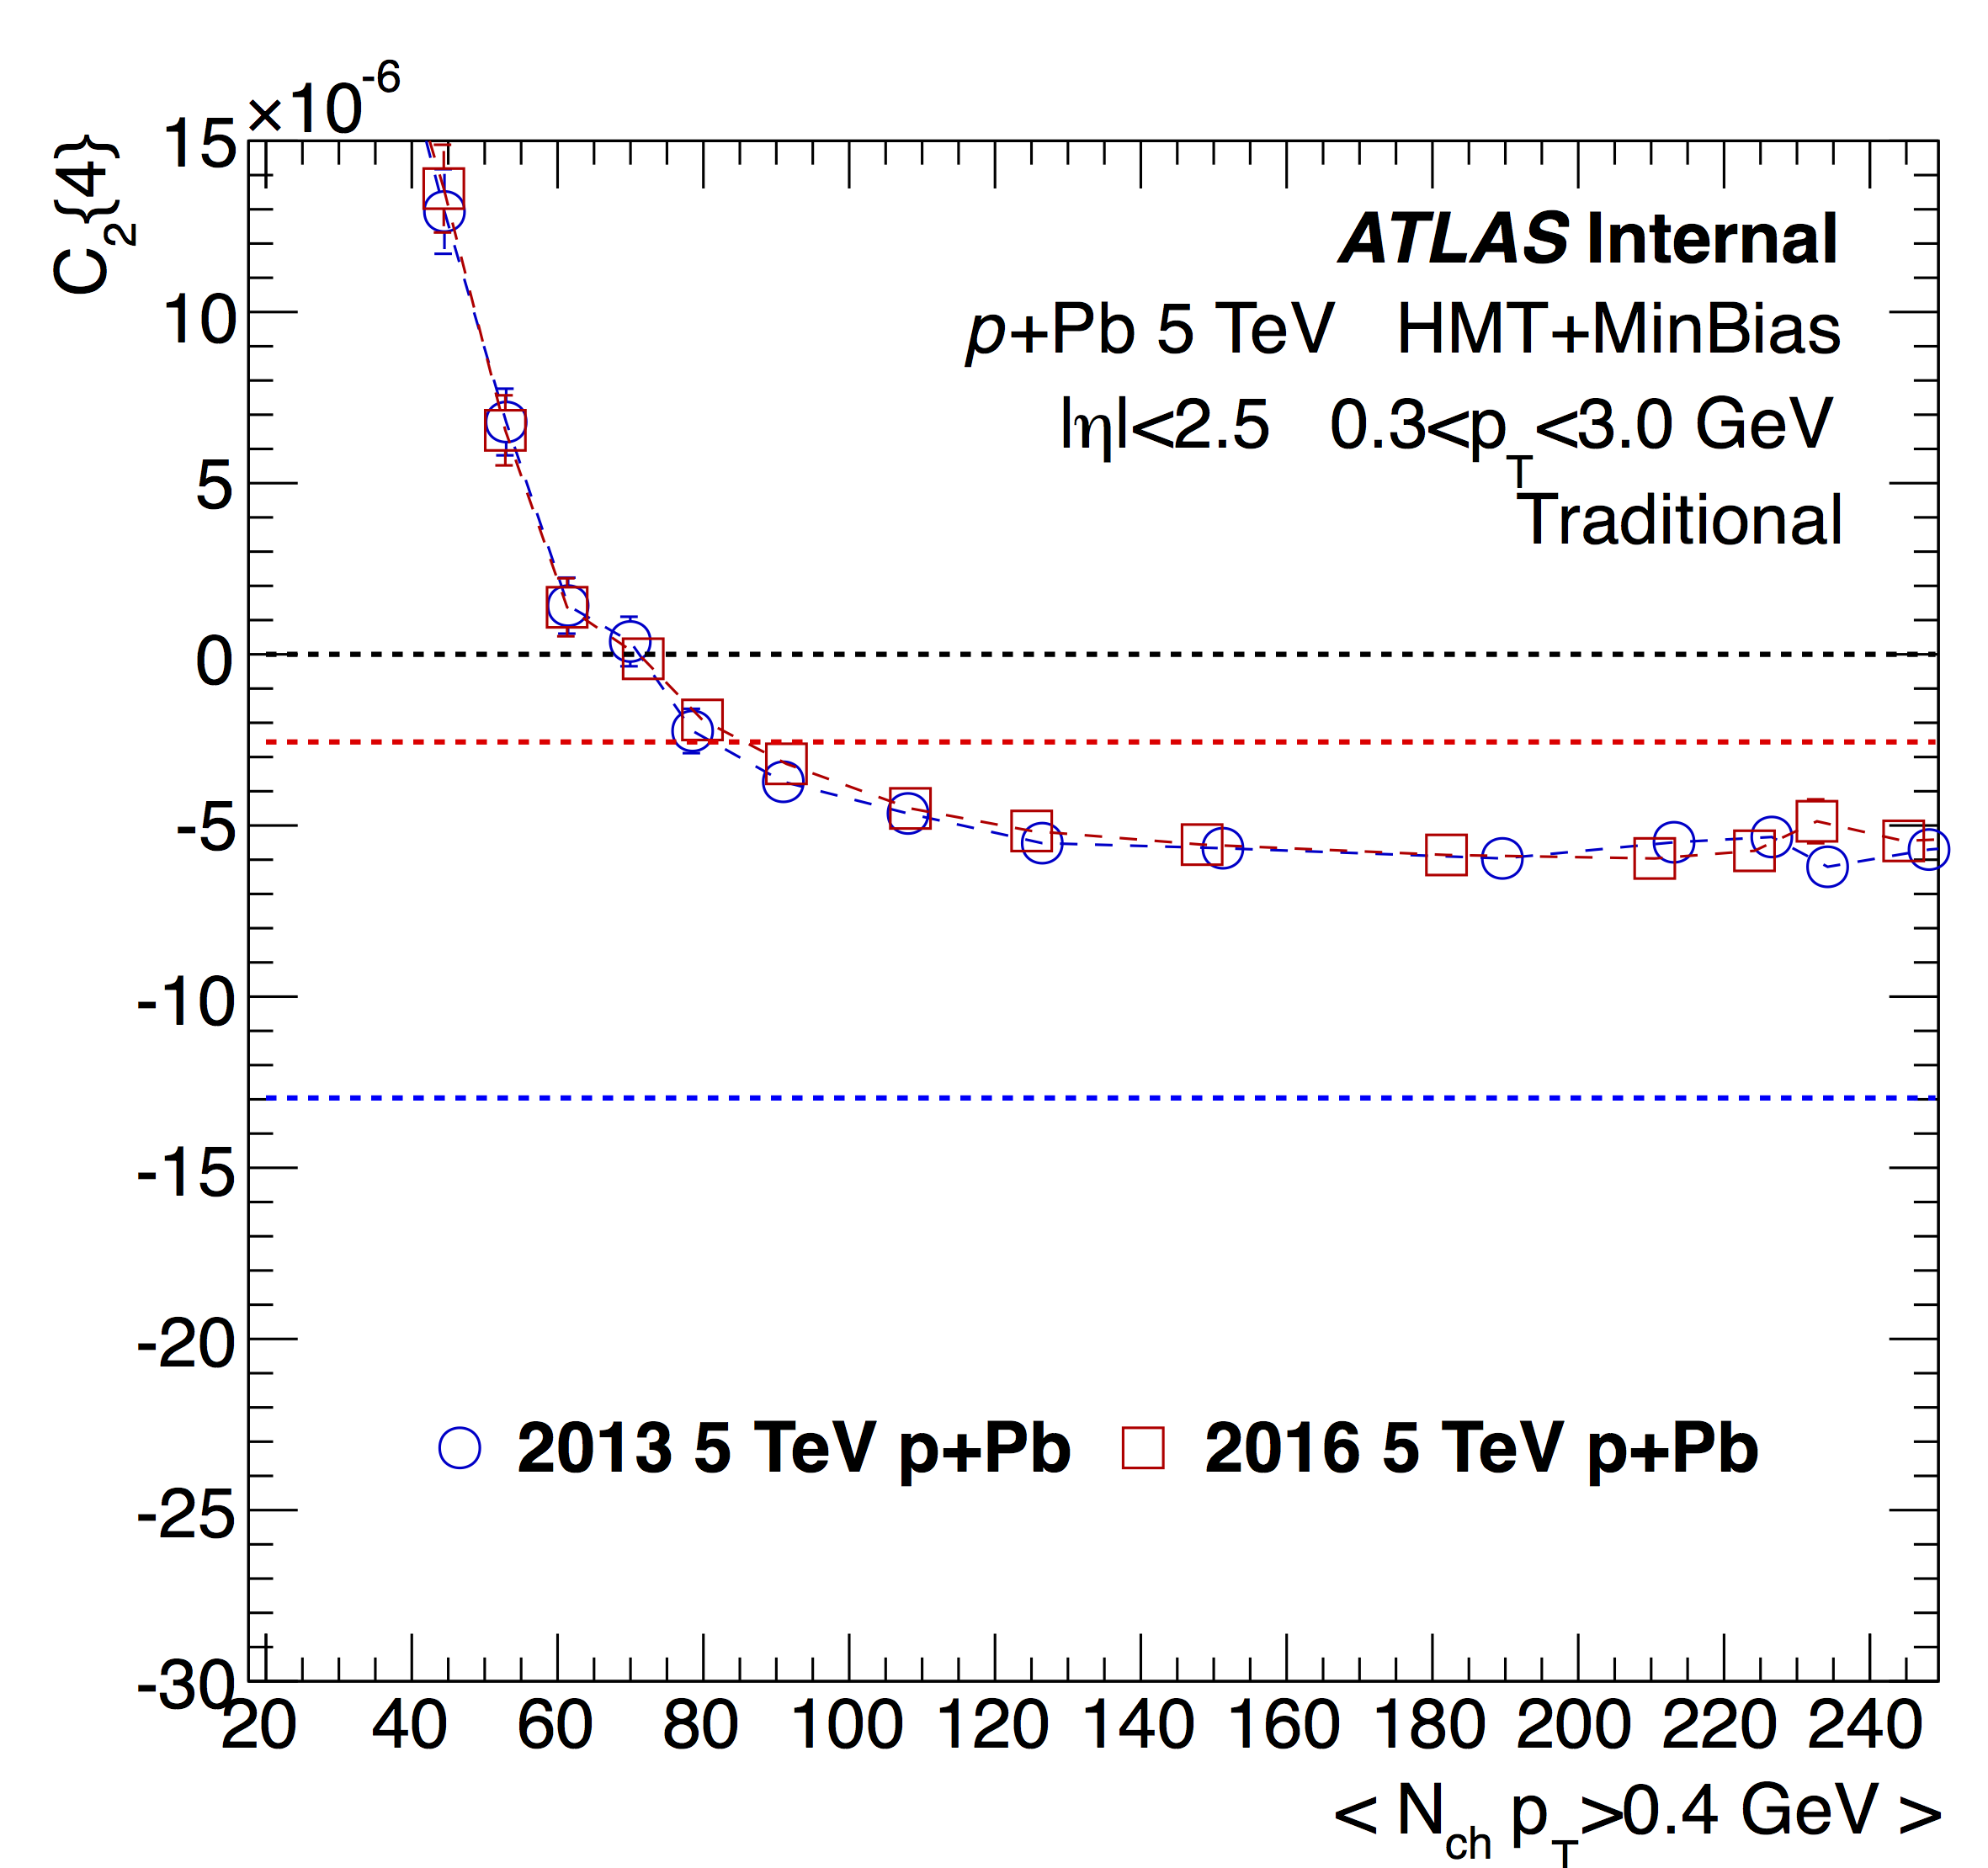 ×10-6
C2{4}
15
10
5
0
-5
-10
-15
-20
-25
-30
ATLAS Internal
p+Pb 5 TeV HMT+MinBias
|η|<2.5 0.3<pT<3.0 GeV
Traditional
2013 5 TeV p+Pb 2016 5 TeV p+Pb
20 40 60 80 100 120 140 160 180 200 220 240
< Nch pT>0.4 GeV >